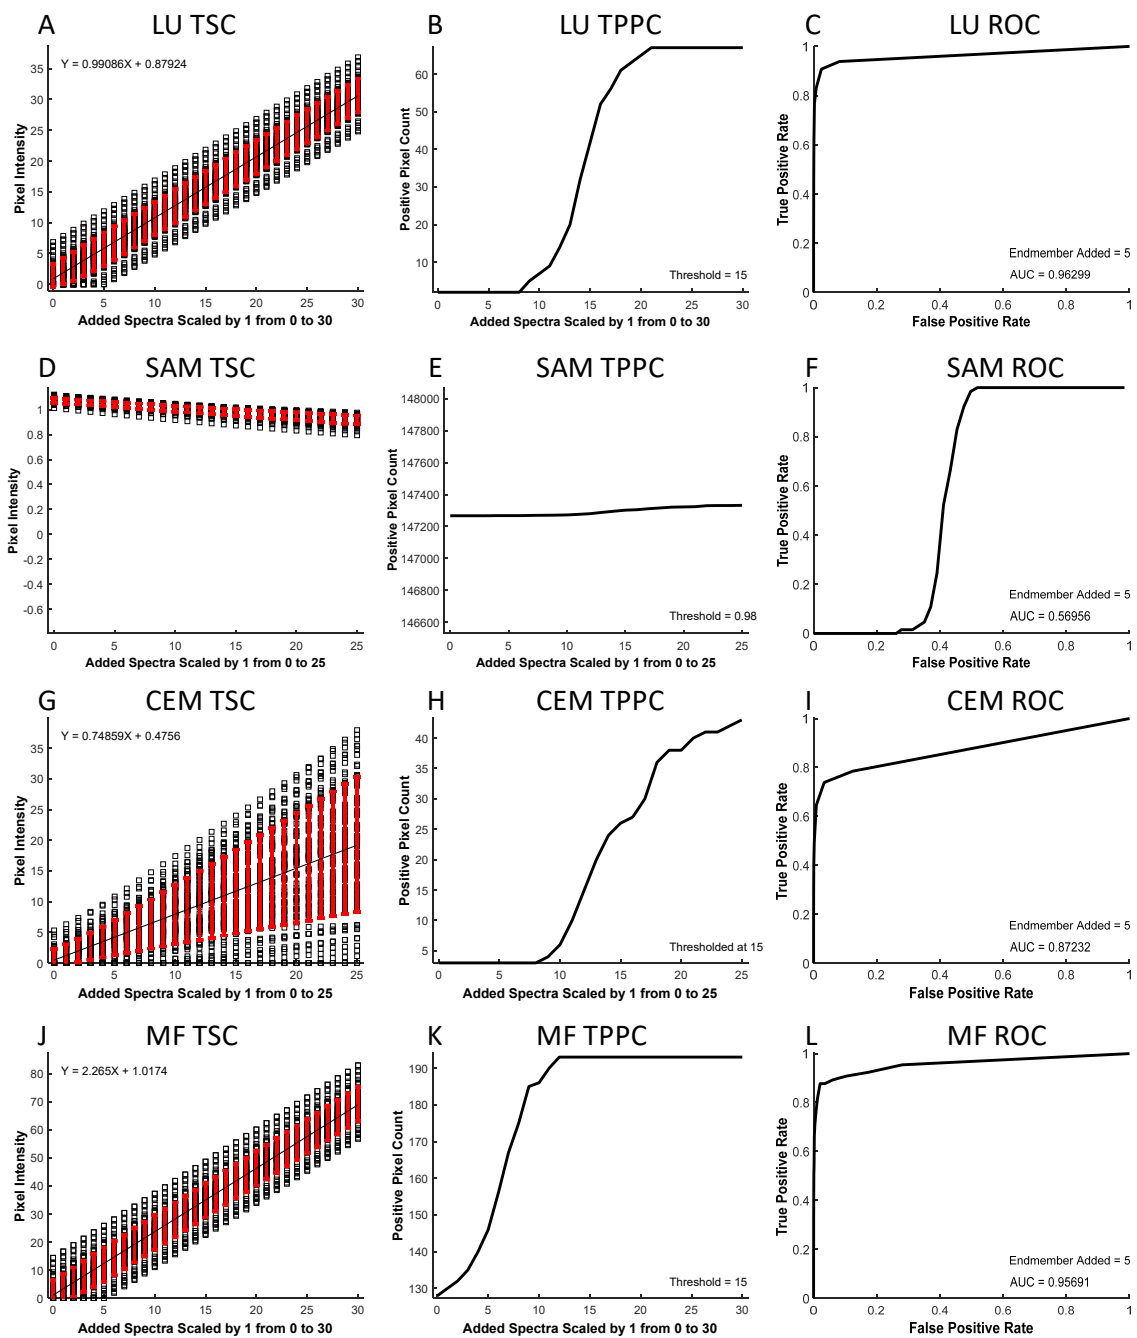 A LU TSC
Y = 0.99086X + 0.87924
Pixel Intensity
35
30
25
20
15
10
5
0
0 5 10 15 20 25 30
Added Spectra Scaled by 1 from 0 to 30
B LU TPPC
Positive Pixel Count
60
50
40
30
20
10
Threshold = 15
0 5 10 15 20 25 30
Added Spectra Scaled by 1 from 0 to 30
C LU ROC
True Positive Rate
1
0.8
0.6
0.4
0.2
0
Endmember Added = 5
AUC = 0.96299
0 0.2 0.4 0.6 0.8 1
False Positive Rate
D SAM TSC
Pixel Intensity
1
0.8
0.6
0.4
0.2
0
-0.2
-0.4
-0.6
0 5 10 15 20 25
Added Spectra Scaled by 1 from 0 to 25
E SAM TPPC
Positive Pixel Count
148000
147800
147600
147400
147200
147000
146800
146600
Threshold = 0.98
0 5 10 15 20 25
Added Spectra Scaled by 1 from 0 to 25
F SAM ROC
True Positive Rate
1
0.8
0.6
0.4
0.2
0
Endmember Added = 5
AUC = 0.56956
0 0.2 0.4 0.6 0.8 1
False Positive Rate
G CEM TSC
Y = 0.74859X + 0.4756
Pixel Intensity
35
30
25
20
15
10
5
0
0 5 10 15 20 25
Added Spectra Scaled by 1 from 0 to 25
H CEM TPPC
Positive Pixel Count
40
35
30
25
20
15
10
5
Thresholded at 15
0 5 10 15 20 25
Added Spectra Scaled by 1 from 0 to 25
I CEM ROC
True Positive Rate
1
0.8
0.6
0.4
0.2
0
Endmember Added = 5
AUC = 0.87232
0 0.2 0.4 0.6 0.8 1
False Positive Rate
J MF TSC
Y = 2.265X + 1.0174
Pixel Intensity
80
70
60
50
40
30
20
10
0
0 5 10 15 20 25 30
Added Spectra Scaled by 1 from 0 to 30
K MF TPPC
Positive Pixel Count
190
180
170
160
150
140
130
Threshold = 15
0 5 10 15 20 25 30
Added Spectra Scaled by 1 from 0 to 30
L MF ROC
True Positive Rate
1
0.8
0.6
0.4
0.2
0
Endmember Added = 5
AUC = 0.95691
0 0.2 0.4 0.6 0.8 1
False Positive Rate